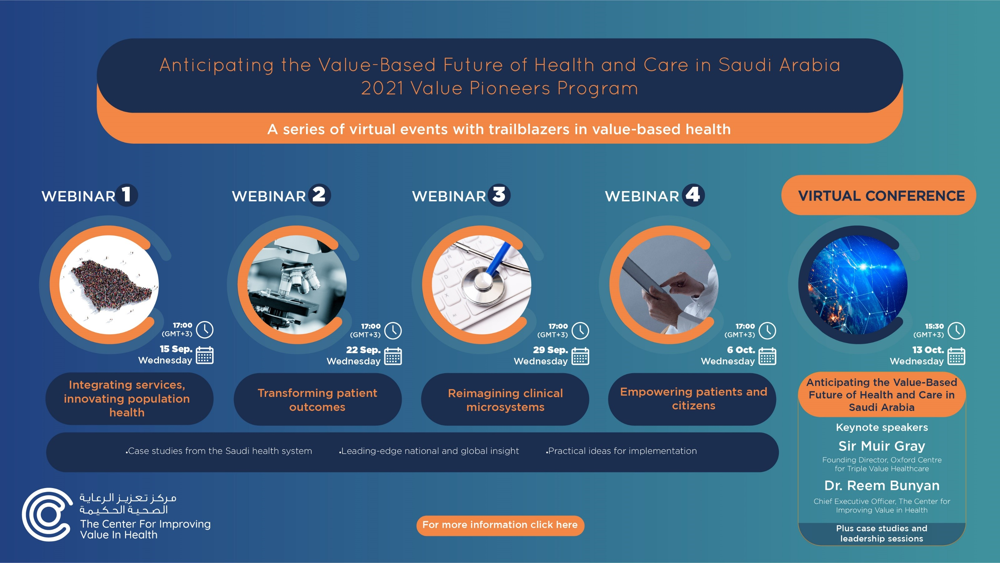 Anticipating the Value-Based Future of Health and Care in Saudi Arabia
2021 Value Pioneers Program
A series of virtual events with trailblazers in value-based health
WEBINAR 1
17:00
(GMT+3)
15 Sep.
Wednesday
Integrating services,
innovating population
health
WEBINAR 2
17:00
(GMT+3)
22 Sep.
Wednesday
Transforming patient
outcomes
WEBINAR 3
17:00
(GMT+3)
29 Sep.
Wednesday
Reimagining clinical
microsystems
WEBINAR 4
17:00
(GMT+3)
6 Oct.
Wednesday
Empowering patients and
citizens
•Case studies from the Saudi health system •Leading-edge national and global insight •Practical ideas for implementation
VIRTUAL CONFERENCE
15:30
(GMT+3)
13 Oct.
Wednesday
Anticipating the Value-Based
Future of Health and Care in
Saudi Arabia
Keynote speakers
Sir Muir Gray
Founding Director, Oxford Centre
for Triple Value Healthcare
Dr. Reem Bunyan
Chief Executive Officer, The Center for
Improving Value in Health
Plus case studies and
leadership sessions
مركز تعزيز الرعاية
الصحية الحكيمة
The Center For Improving
Value In Health
For more information click here